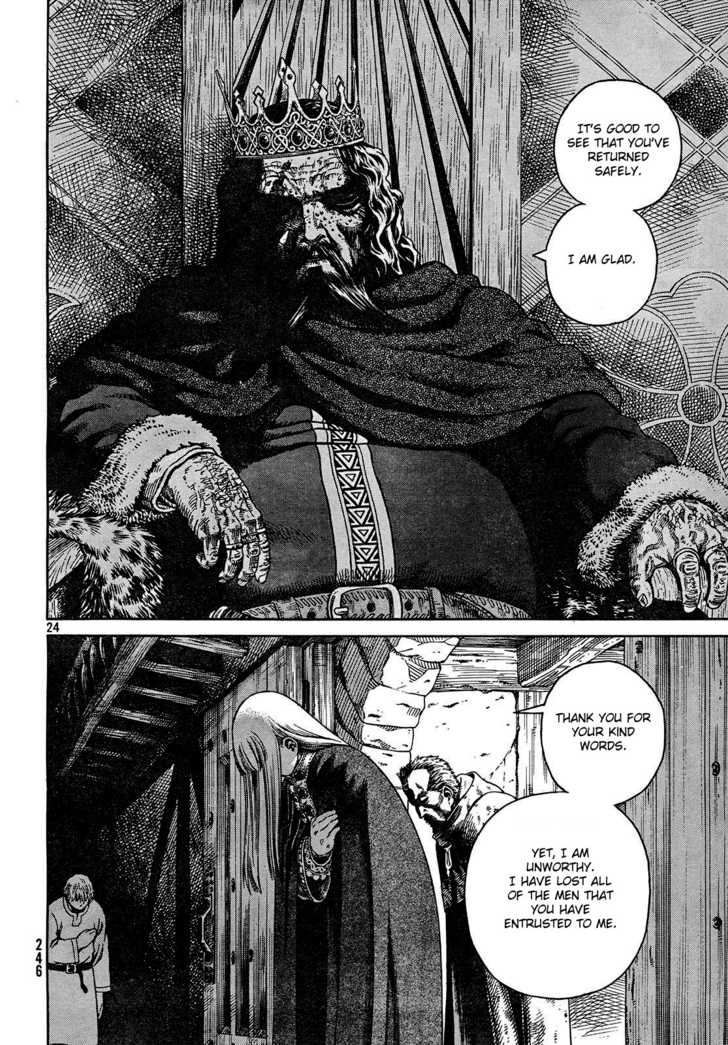 IT'S GOOD TO
SEE THAT YOU'VE
RETURNED
SAFELY.
I AM GLAD.
24
THANK YOU FOR
YOUR KIND
WORDS.
YET, I AM
UNWORTHY.
I HAVE LOST ALL
OF THE MEN THAT
YOU HAVE
ENTRUSTED TO ME.
246